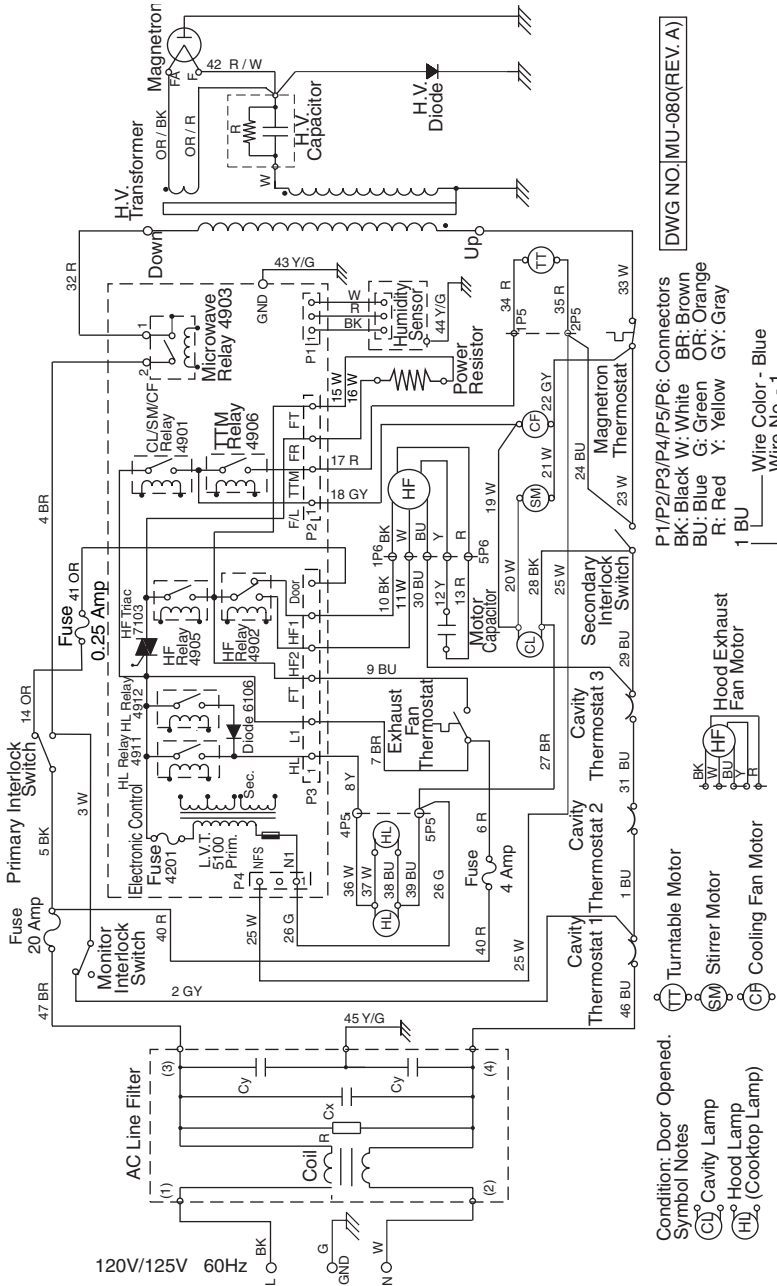 120V/125V 60Hz
L
BK
G
GND
N
W
AC Line Filter
(1)
(2)
(3)
(4)
Coil
R
Cx
Cy
Cy
45 Y/G
47 BR
46 BU
Fuse
20 Amp
5 BK
Primary Interlock
Switch
14 OR
3 W
Monitor
Interlock
Switch
2 GY
40 R
Fuse
0.25 Amp
41 OR
4 BR
32 R
Electronic Control
Fuse
4201
L.V.T.
5100
Prim.
Sec.
P4
NFS
N1
1
25 W
26 G
HL Relay
4911
HL Relay
4912
Diode 6106
HF Triac
7103
HF
Relay
4905
HF
Relay
4902
CL/SM/CF
Relay
4901
TTM
Relay
4906
Microwave
Relay 4903
2
1
GND
43 Y/G
P3
1
HL
L1
FT
HF2
HF1
Door
P2
1
F/L
TTM
FR
FT
P1
1
BK
R
W
Humidity
Sensor
44 Y/G
15 W
16 W
Power
Resistor
17 R
18 GY
8 Y
4P5
5P5
36 W
37 W
38 BU
39 BU
26 G
HL
HL
7 BR
9 BU
Exhaust
Fan
Thermostat
6 R
Fuse
4 Amp
40 R
25 W
27 BR
10 BK
11 W
30 BU
12 Y
13 R
Motor
Capacitor
1P6
5P6
BK
W
BU
Y
R
HF
19 W
20 W
28 BK
25 W
CL
SM
CF
21 W
22 GY
24 BU
34 R
35 R
1P5
2P5
TT
H.V.
Transformer
Down
Up
OR / BK
OR / R
Magnetron
FA
F
42 R / W
R
W
H.V.
Capacitor
H.V.
Diode
Cavity
Thermostat 1
1 BU
Cavity
Thermostat 2
31 BU
Cavity
Thermostat 3
29 BU
Secondary
Interlock
Switch
23 W
Magnetron
Thermostat
33 W
Condition: Door Opened.
Symbol Notes
CL Cavity Lamp
HL Hood Lamp
(Cooktop Lamp)
TT Turntable Motor
SM Stirrer Motor
CF Cooling Fan Motor
BK
W
BU
Y
R
HF
Hood Exhaust
Fan Motor
P1/P2/P3/P4/P5/P6: Connectors
BK: Black W: White BR: Brown
BU: Blue G: Green OR: Orange
R: Red Y: Yellow GY: Gray
1 BU
Wire Color - Blue
DWG NO. MU-080(REV. A)